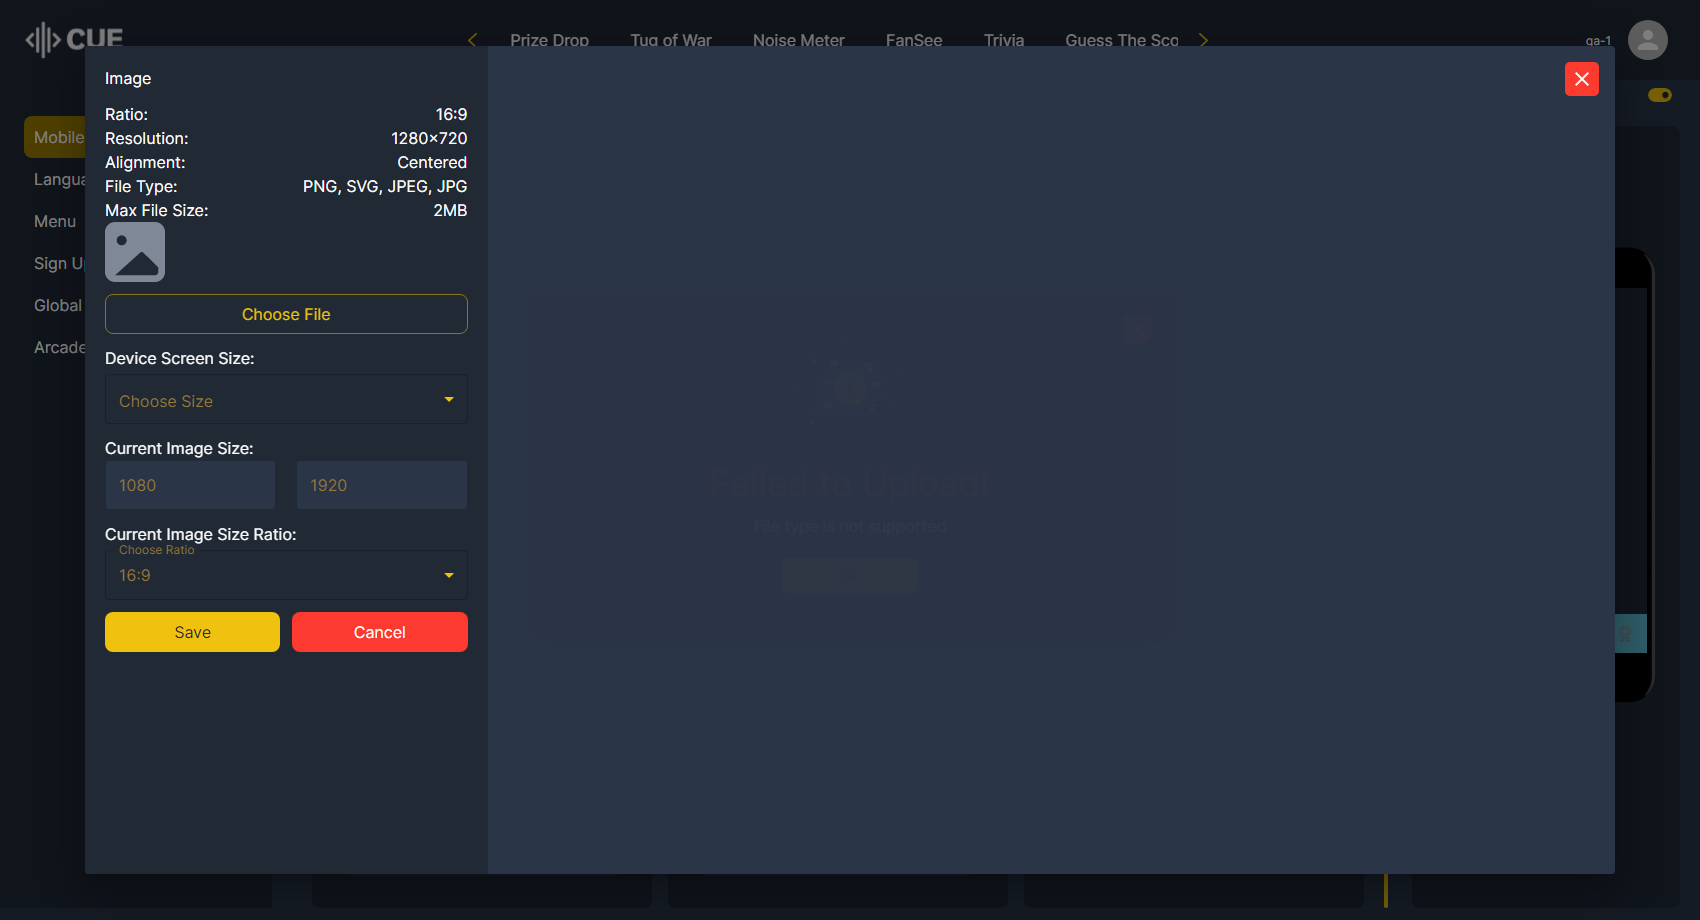 CUE
Prize Drop
Tug of War
Noise Meter
FanSee
Trivia
Guess The Sco
qa-1
Mobile
Langua
Menu
Sign Up
Global
Arcade
Image
Ratio: 16:9
Resolution: 1280x720
Alignment: Centered
File Type: PNG, SVG, JPEG, JPG
Max File Size: 2MB
Choose File
Device Screen Size:
Choose Size
Current Image Size:
1080 1920
Current Image Size Ratio:
Choose Ratio
16:9
Save Cancel
Failed to Upload!
File type is not supported